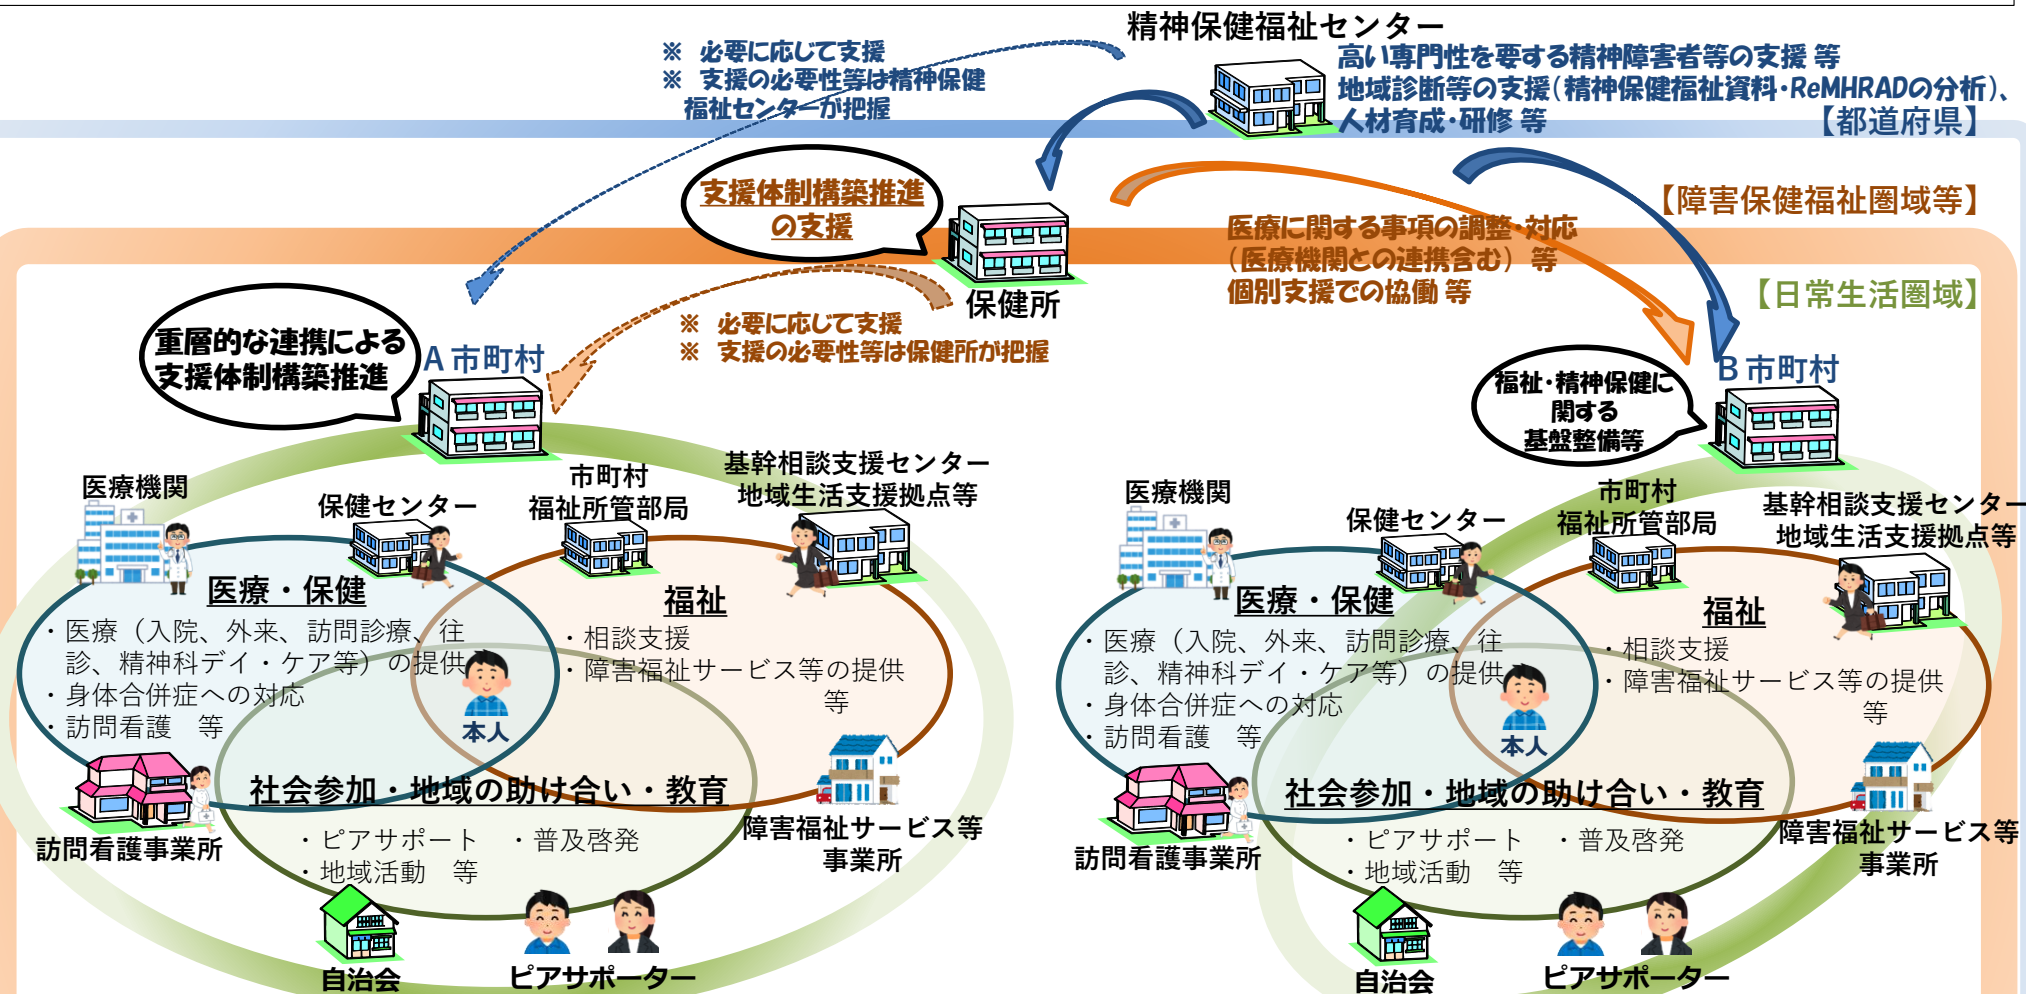 精神保健福祉センター
※ 必要に応じて支援
※ 支援の必要性等は精神保健
福祉センターが把握
高い専門性を要する精神障害者等の支援 等
地域診断等の支援(精神保健福祉資料・ReMHRADの分析)、
人材育成・研修 等
【都道府県】
支援体制構築推進
の支援
【障害保健福祉圏域等】
保健所
医療に関する事項の調整・対応
(医療機関との連携含む) 等
個別支援での協働 等
【日常生活圏域】
※ 必要に応じて支援
※ 支援の必要性等は保健所が把握
重層的な連携による
支援体制構築推進
A市町村
福祉・精神保健に
関する
基盤整備等
B市町村
医療機関
保健センター
市町村
福祉所管部局
基幹相談支援センター
地域生活支援拠点等
医療・保健
・医療（入院、外来、訪問診療、往
診、精神科デイ・ケア等）の提供
・身体合併症への対応
・訪問看護 等
福祉
・相談支援
・障害福祉サービス等の提供
等
本人
社会参加・地域の助け合い・教育
・ピアサポート ・普及啓発
・地域活動 等
訪問看護事業所
障害福祉サービス等
事業所
自治会
ピアサポーター
医療機関
保健センター
市町村
福祉所管部局
基幹相談支援センター
地域生活支援拠点等
医療・保健
・医療（入院、外来、訪問診療、往
診、精神科デイ・ケア等）の提供
・身体合併症への対応
・訪問看護 等
福祉
・相談支援
・障害福祉サービス等の提供
等
本人
社会参加・地域の助け合い・教育
・ピアサポート ・普及啓発
・地域活動 等
訪問看護事業所
障害福祉サービス等
事業所
自治会
ピアサポーター